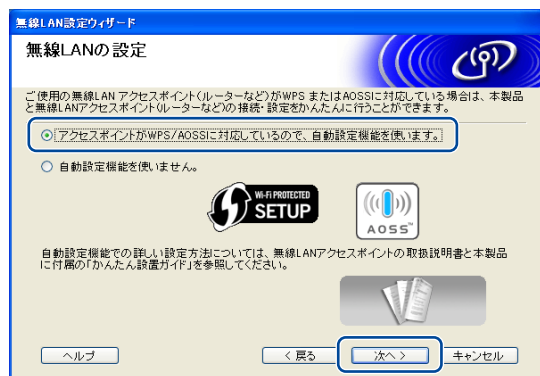 無線LAN設定ウィザード
無線LANの設定
ご使用の無線LAN アクセスポイント(ルーターなど)がWPS またはAOSSに対応している場合は、本製品
と無線LANアクセスポイント(ルーターなど)の接続・設定をかんたんに行うことができます。
アクセスポイントがWPS/AOSSに対応しているので、自動設定機能を使います。
自動設定機能を使いません。
WI-FI PROTECTED
SETUP
AOSS™
自動設定機能での詳しい設定方法については、無線LANアクセスポイントの取扱説明書と本製品
に付属の「かんたん設置ガイド」を参照してください。
ヘルプ
< 戻る
次へ >
キャンセル